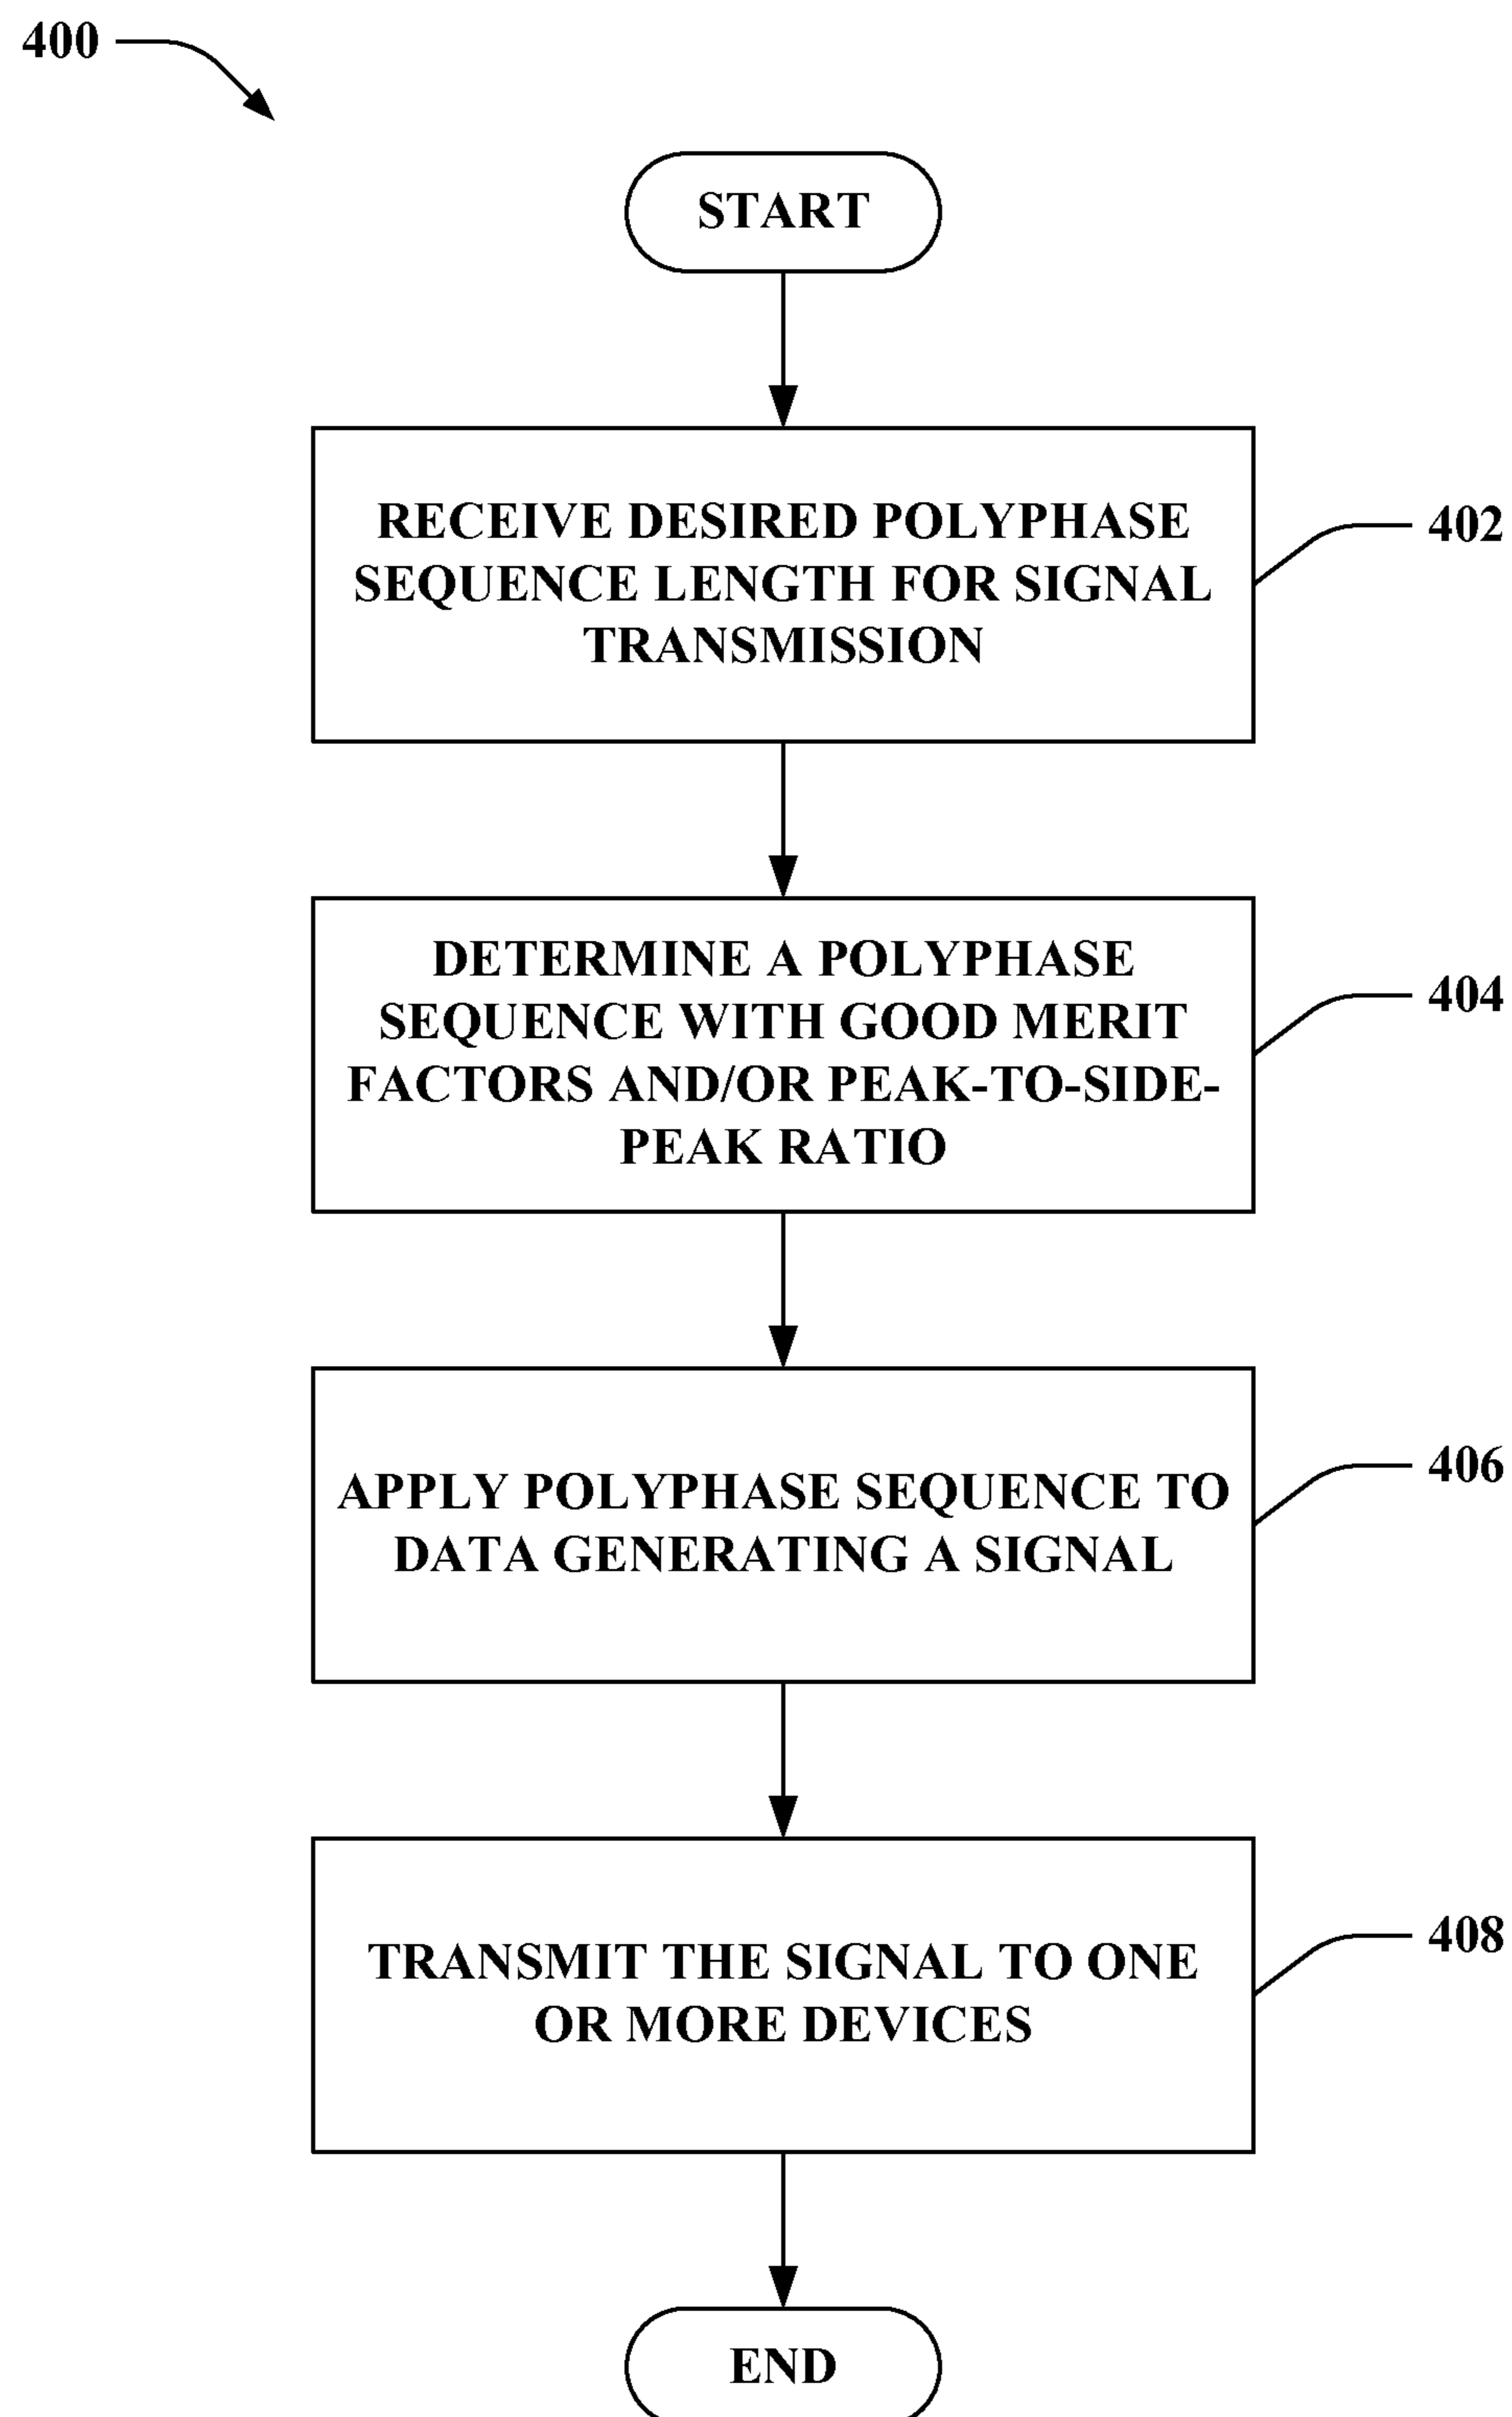 400
START
RECEIVE DESIRED POLYPHASE
SEQUENCE LENGTH FOR SIGNAL
TRANSMISSION
402
DETERMINE A POLYPHASE
SEQUENCE WITH GOOD MERIT
FACTORS AND/OR PEAK-TO-SIDE-
PEAK RATIO
404
APPLY POLYPHASE SEQUENCE TO
DATA GENERATING A SIGNAL
406
TRANSMIT THE SIGNAL TO ONE
OR MORE DEVICES
408
END